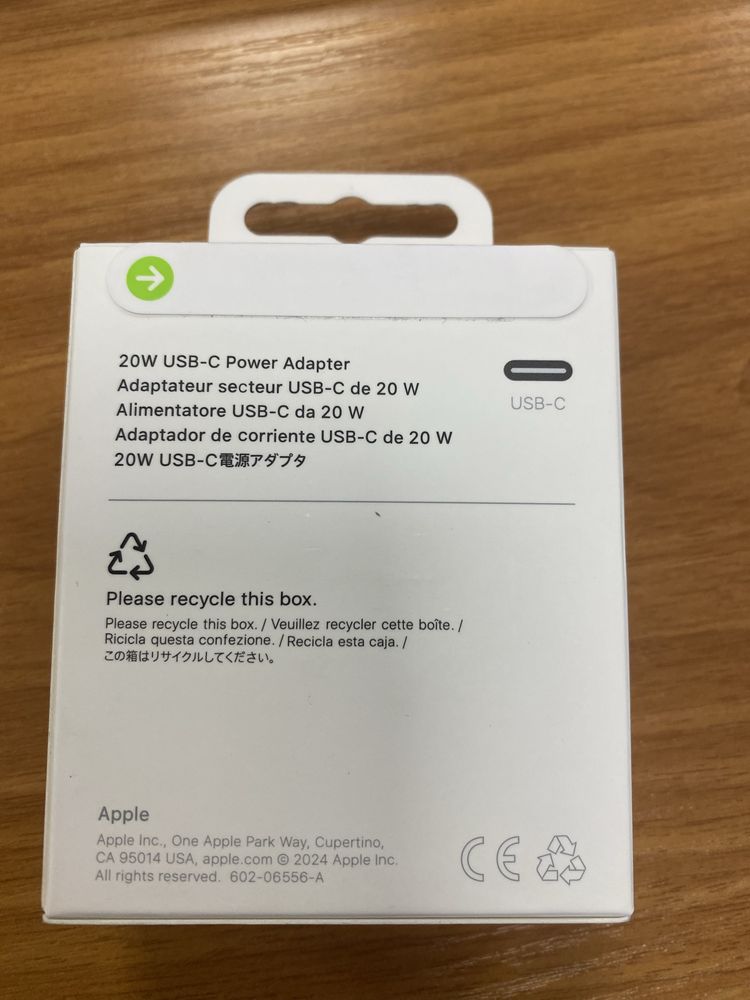 20W USB-C Power Adapter
Adaptateur secteur USB-C de 20 W
Alimentatore USB-C da 20 W
Adaptador de corriente USB-C de 20 W
20W USB-C電源アダプタ
USB-C
Please recycle this box.
Please recycle this box. / Veuillez recycler cette boîte. /
Ricicla questa confezione. / Recicla esta caja. /
この箱はリサイクルしてください。
Apple
Apple Inc., One Apple Park Way, Cupertino,
CA 95014 USA, apple.com © 2024 Apple Inc.
All rights reserved. 602-06556-A
CE